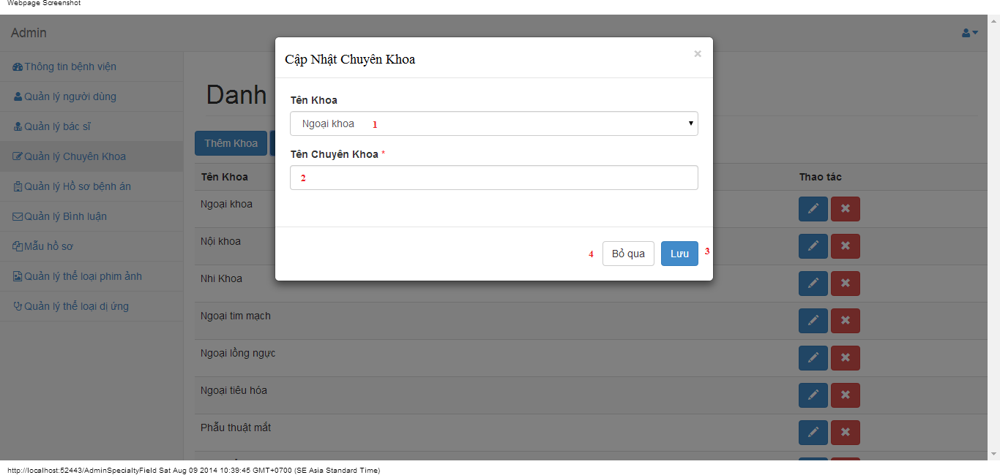 Webpage Screenshot
Admin
Cập Nhật Chuyên Khoa
×
Thông tin bệnh viện
Quản lý người dùng
Quản lý bác sĩ
Quản lý Chuyên Khoa
Quản lý Hồ sơ bệnh án
Quản lý Bình luận
Mẫu hồ sơ
Quản lý thể loại phim ảnh
Quản lý thể loại dị ứng
Danh
Tên Khoa
Ngoại khoa 1
Thêm Khoa
Tên Chuyên Khoa *
2
4 Bỏ qua Lưu 3
Tên Khoa Thao tác
Ngoại khoa
Nội khoa
Nhi Khoa
Ngoại tim mạch
Ngoại lồng ngực
Ngoại tiêu hóa
Phẫu thuật mắt
http://localhost:52443/AdminSpecialtyField Sat Aug 09 2014 10:39:45 GMT+0700 (SE Asia Standard Time)